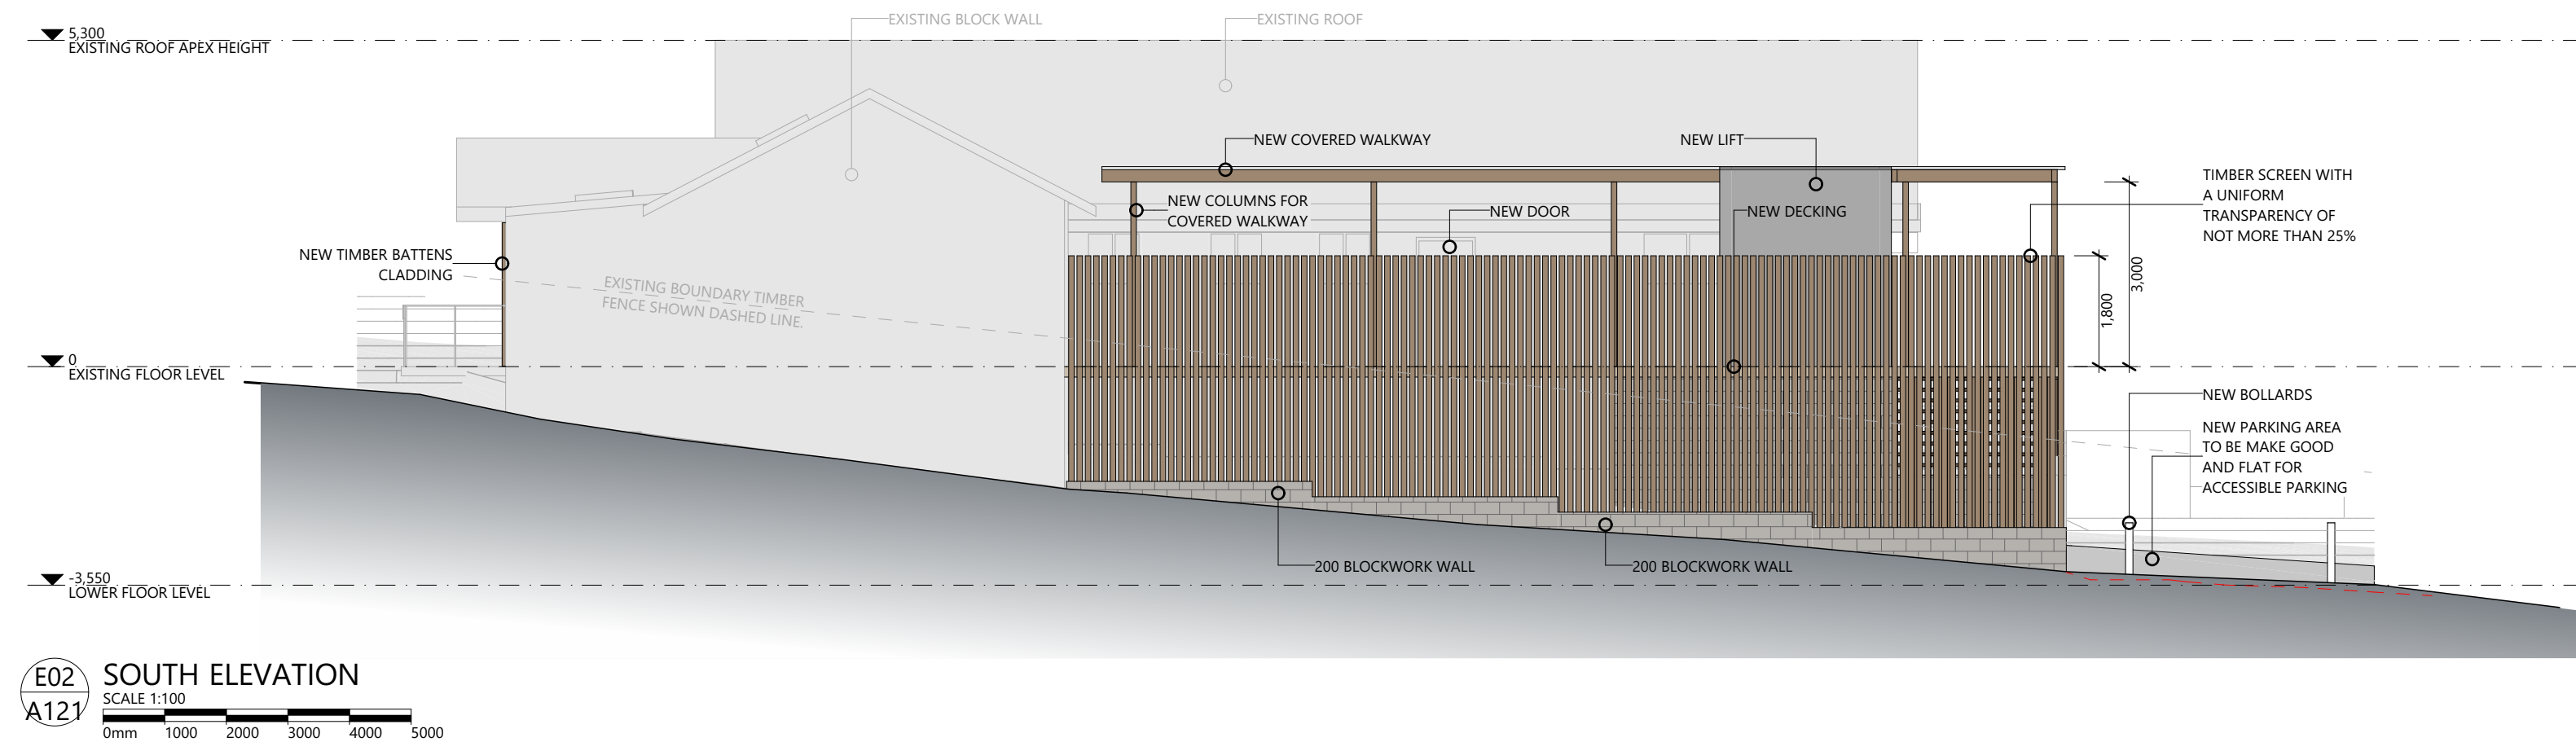 EXISTING BLOCK WALL
EXISTING ROOF
5,300
EXISTING ROOF APEX HEIGHT
NEW COVERED WALKWAY
NEW LIFT
TIMBER SCREEN WITH
A UNIFORM
TRANSPARENCY OF
NOT MORE THAN 25%
NEW COLUMNS FOR
COVERED WALKWAY
NEW DOOR
NEW DECKING
NEW TIMBER BATTENS
CLADDING
EXISTING BOUNDARY TIMBER
FENCE SHOWN DASHED LINE.
3,000
1,800
0
EXISTING FLOOR LEVEL
NEW BOLLARDS
NEW PARKING AREA
TO BE MAKE GOOD
AND FLAT FOR
ACCESSIBLE PARKING
200 BLOCKWORK WALL
200 BLOCKWORK WALL
-3,550
LOWER FLOOR LEVEL
E02
A121
SOUTH ELEVATION
SCALE 1:100
0mm 1000 2000 3000 4000 5000